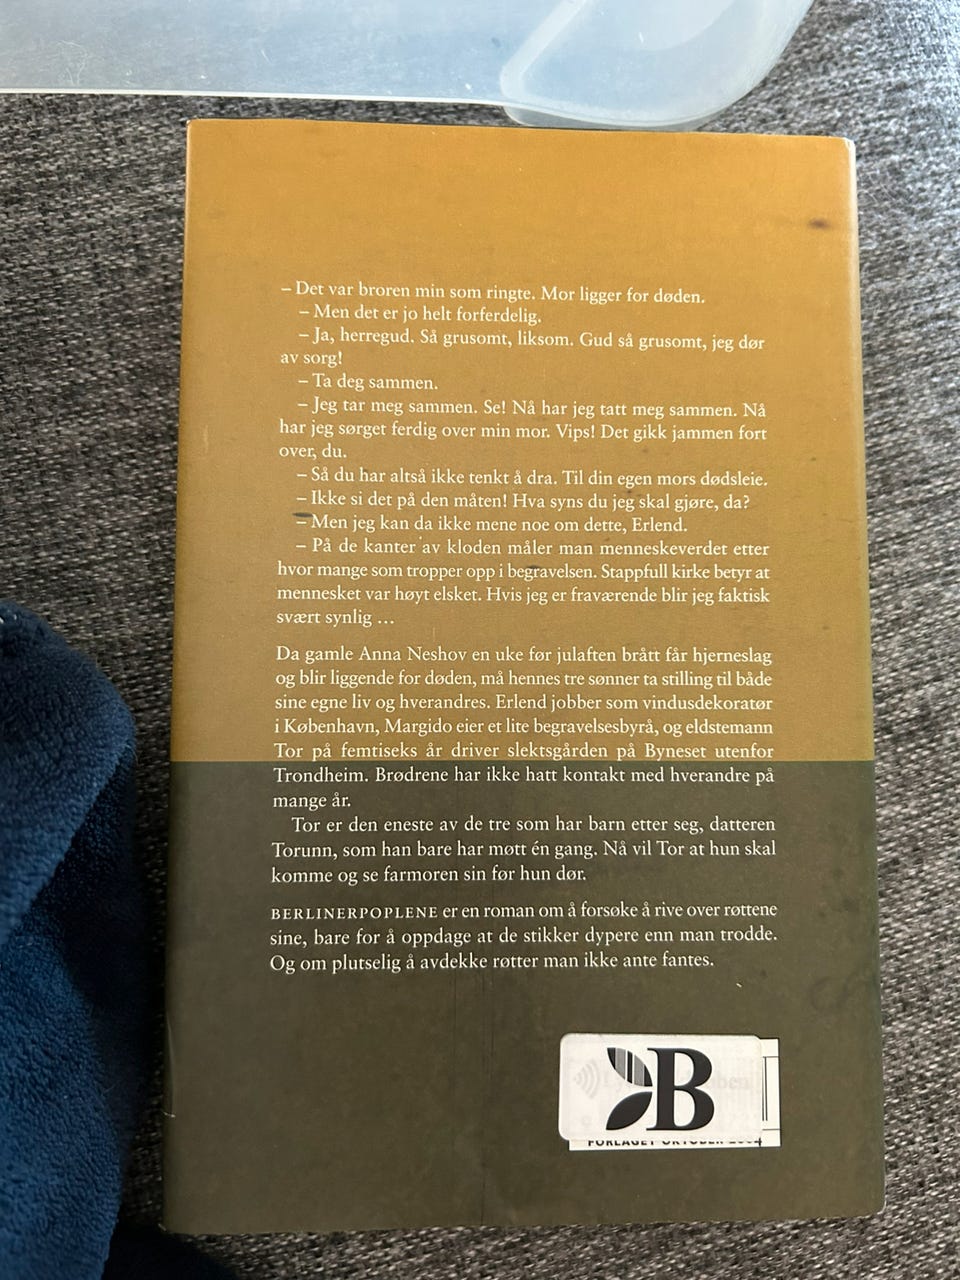 – Det var broren min som ringte. Mor ligger for døden.
– Men det er jo helt forferdelig.
– Ja, herregud. Så grusomt, liksom. Gud så grusomt, jeg dør
av sorg!
– Ta deg sammen.
– Jeg tar meg sammen. Se! Nå har jeg tatt meg sammen. Nå
har jeg sørget ferdig over min mor. Vips! Det gikk jammen fort
over, du.
– Så du har altså ikke tenkt å dra. Til din egen mors dødsleie.
– Ikke si det på den måten! Hva syns du jeg skal gjøre, da?
– Men jeg kan da ikke mene noe om dette, Erlend.
– På de kanter av kloden måler man menneskeverdet etter
hvor mange som tropper opp i begravelsen. Stappfull kirke betyr at
mennesket var høyt elsket. Hvis jeg er fraværende blir jeg faktisk
svært synlig …
Da gamle Anna Neshov en uke før julaften brått får hjerneslag
og blir liggende for døden, må hennes tre sønner ta stilling til både
sine egne liv og hverandres. Erlend jobber som vindusdekoratør
i København, Margido eier et lite begravelsesbyrå, og eldstemann
Tor på femtiseks år driver slektsgården på Byneset utenfor
Trondheim. Brødrene har ikke hatt kontakt med hverandre på
mange år.
Tor er den eneste av de tre som har barn etter seg, datteren
Torunn, som han bare har møtt én gang. Nå vil Tor at hun skal
komme og se farmoren sin før hun dør.
BERLINERPOPLENE er en roman om å forsøke å rive over røttene
sine, bare for å oppdage at de stikker dypere enn man trodde.
Og om plutselig å avdekke røtter man ikke ante fantes.
B
FORLAGET OKTOBER